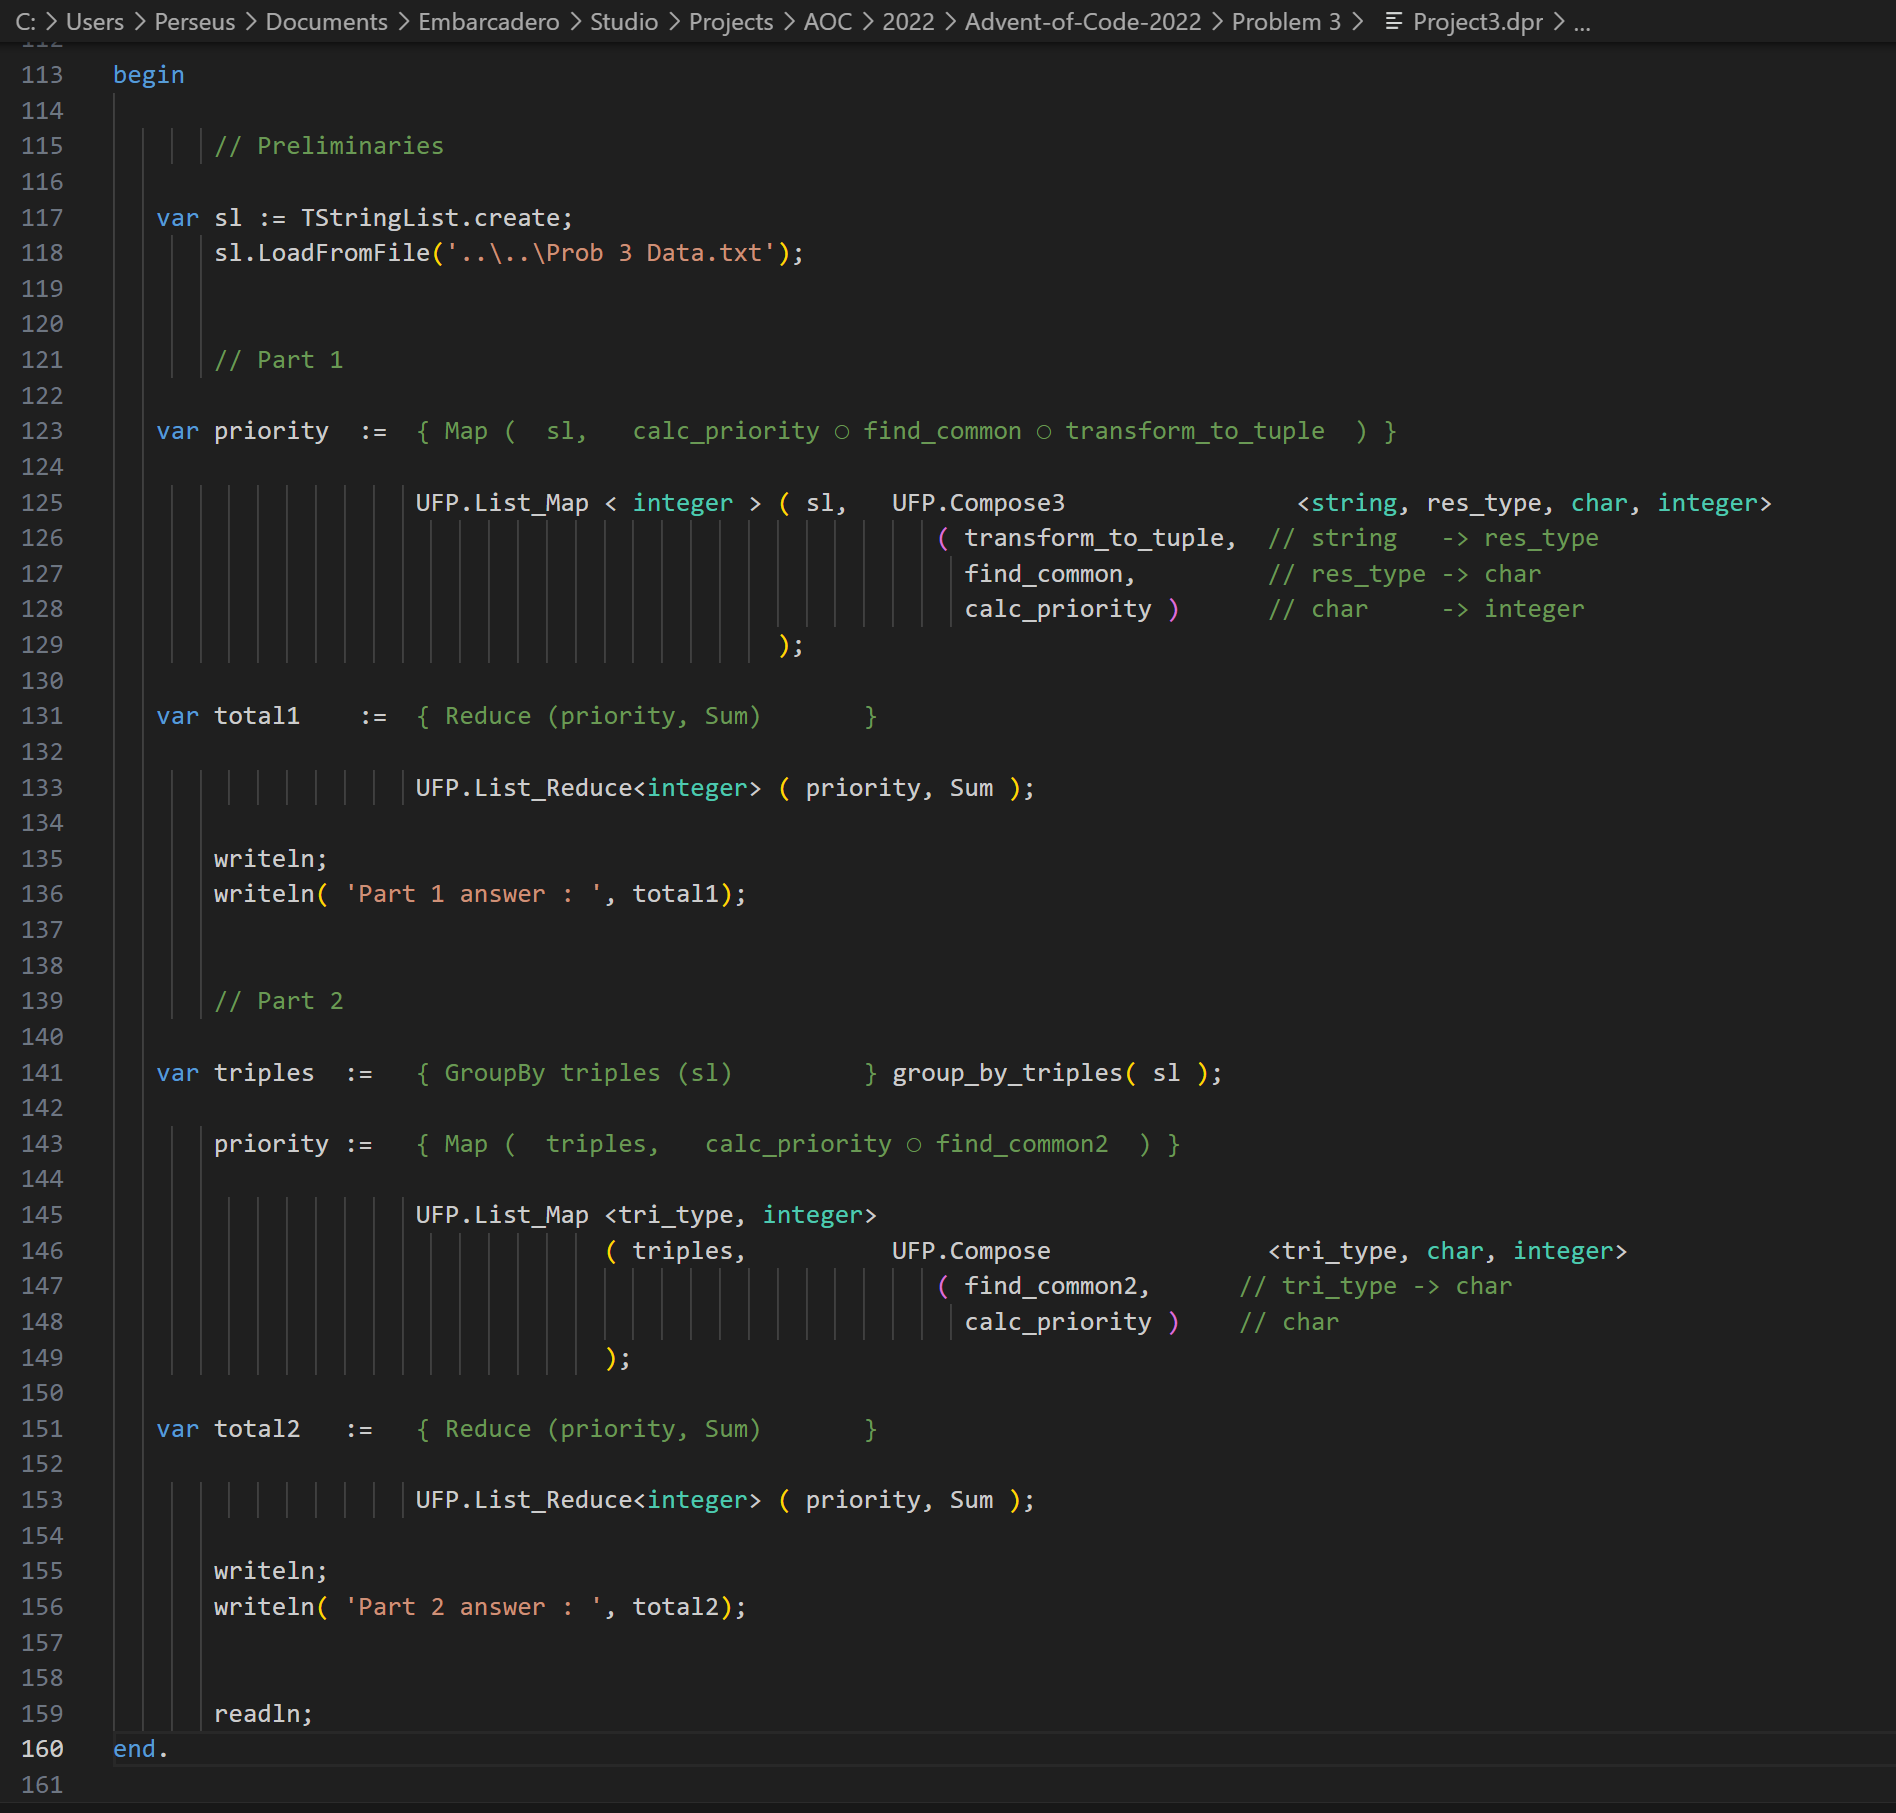 C: > Users > Perseus > Documents > Embarcadero > Studio > Projects > AOC > 2022 > Advent-of-Code-2022 > Problem 3 > Project3.dpr > ...
112
113 begin
114
115 // Preliminaries
116
117 var sl := TStringList.create;
118 sl.LoadFromFile('..\..\Prob 3 Data.txt');
119
120
121 // Part 1
122
123 var priority := { Map ( sl, calc_priority ○ find_common ○ transform_to_tuple ) }
124
125 UFP.List_Map < integer > ( sl, UFP.Compose3 <string, res_type, char, integer>
126 ( transform_to_tuple, // string -> res_type
127 find_common, // res_type -> char
128 calc_priority ) // char -> integer
129 );
130
131 var total1 := { Reduce (priority, Sum) }
132
133 UFP.List_Reduce<integer> ( priority, Sum );
134
135 writeln;
136 writeln( 'Part 1 answer : ', total1);
137
138
139 // Part 2
140
141 var triples := { GroupBy triples (sl) } group_by_triples( sl );
142
143 priority := { Map ( triples, calc_priority ○ find_common2 ) }
144
145 UFP.List_Map <tri_type, integer>
146 ( triples, UFP.Compose <tri_type, char, integer>
147 ( find_common2, // tri_type -> char
148 calc_priority ) // char
149 );
150
151 var total2 := { Reduce (priority, Sum) }
152
153 UFP.List_Reduce<integer> ( priority, Sum );
154
155 writeln;
156 writeln( 'Part 2 answer : ', total2);
157
158
159 readln;
160 end.
161